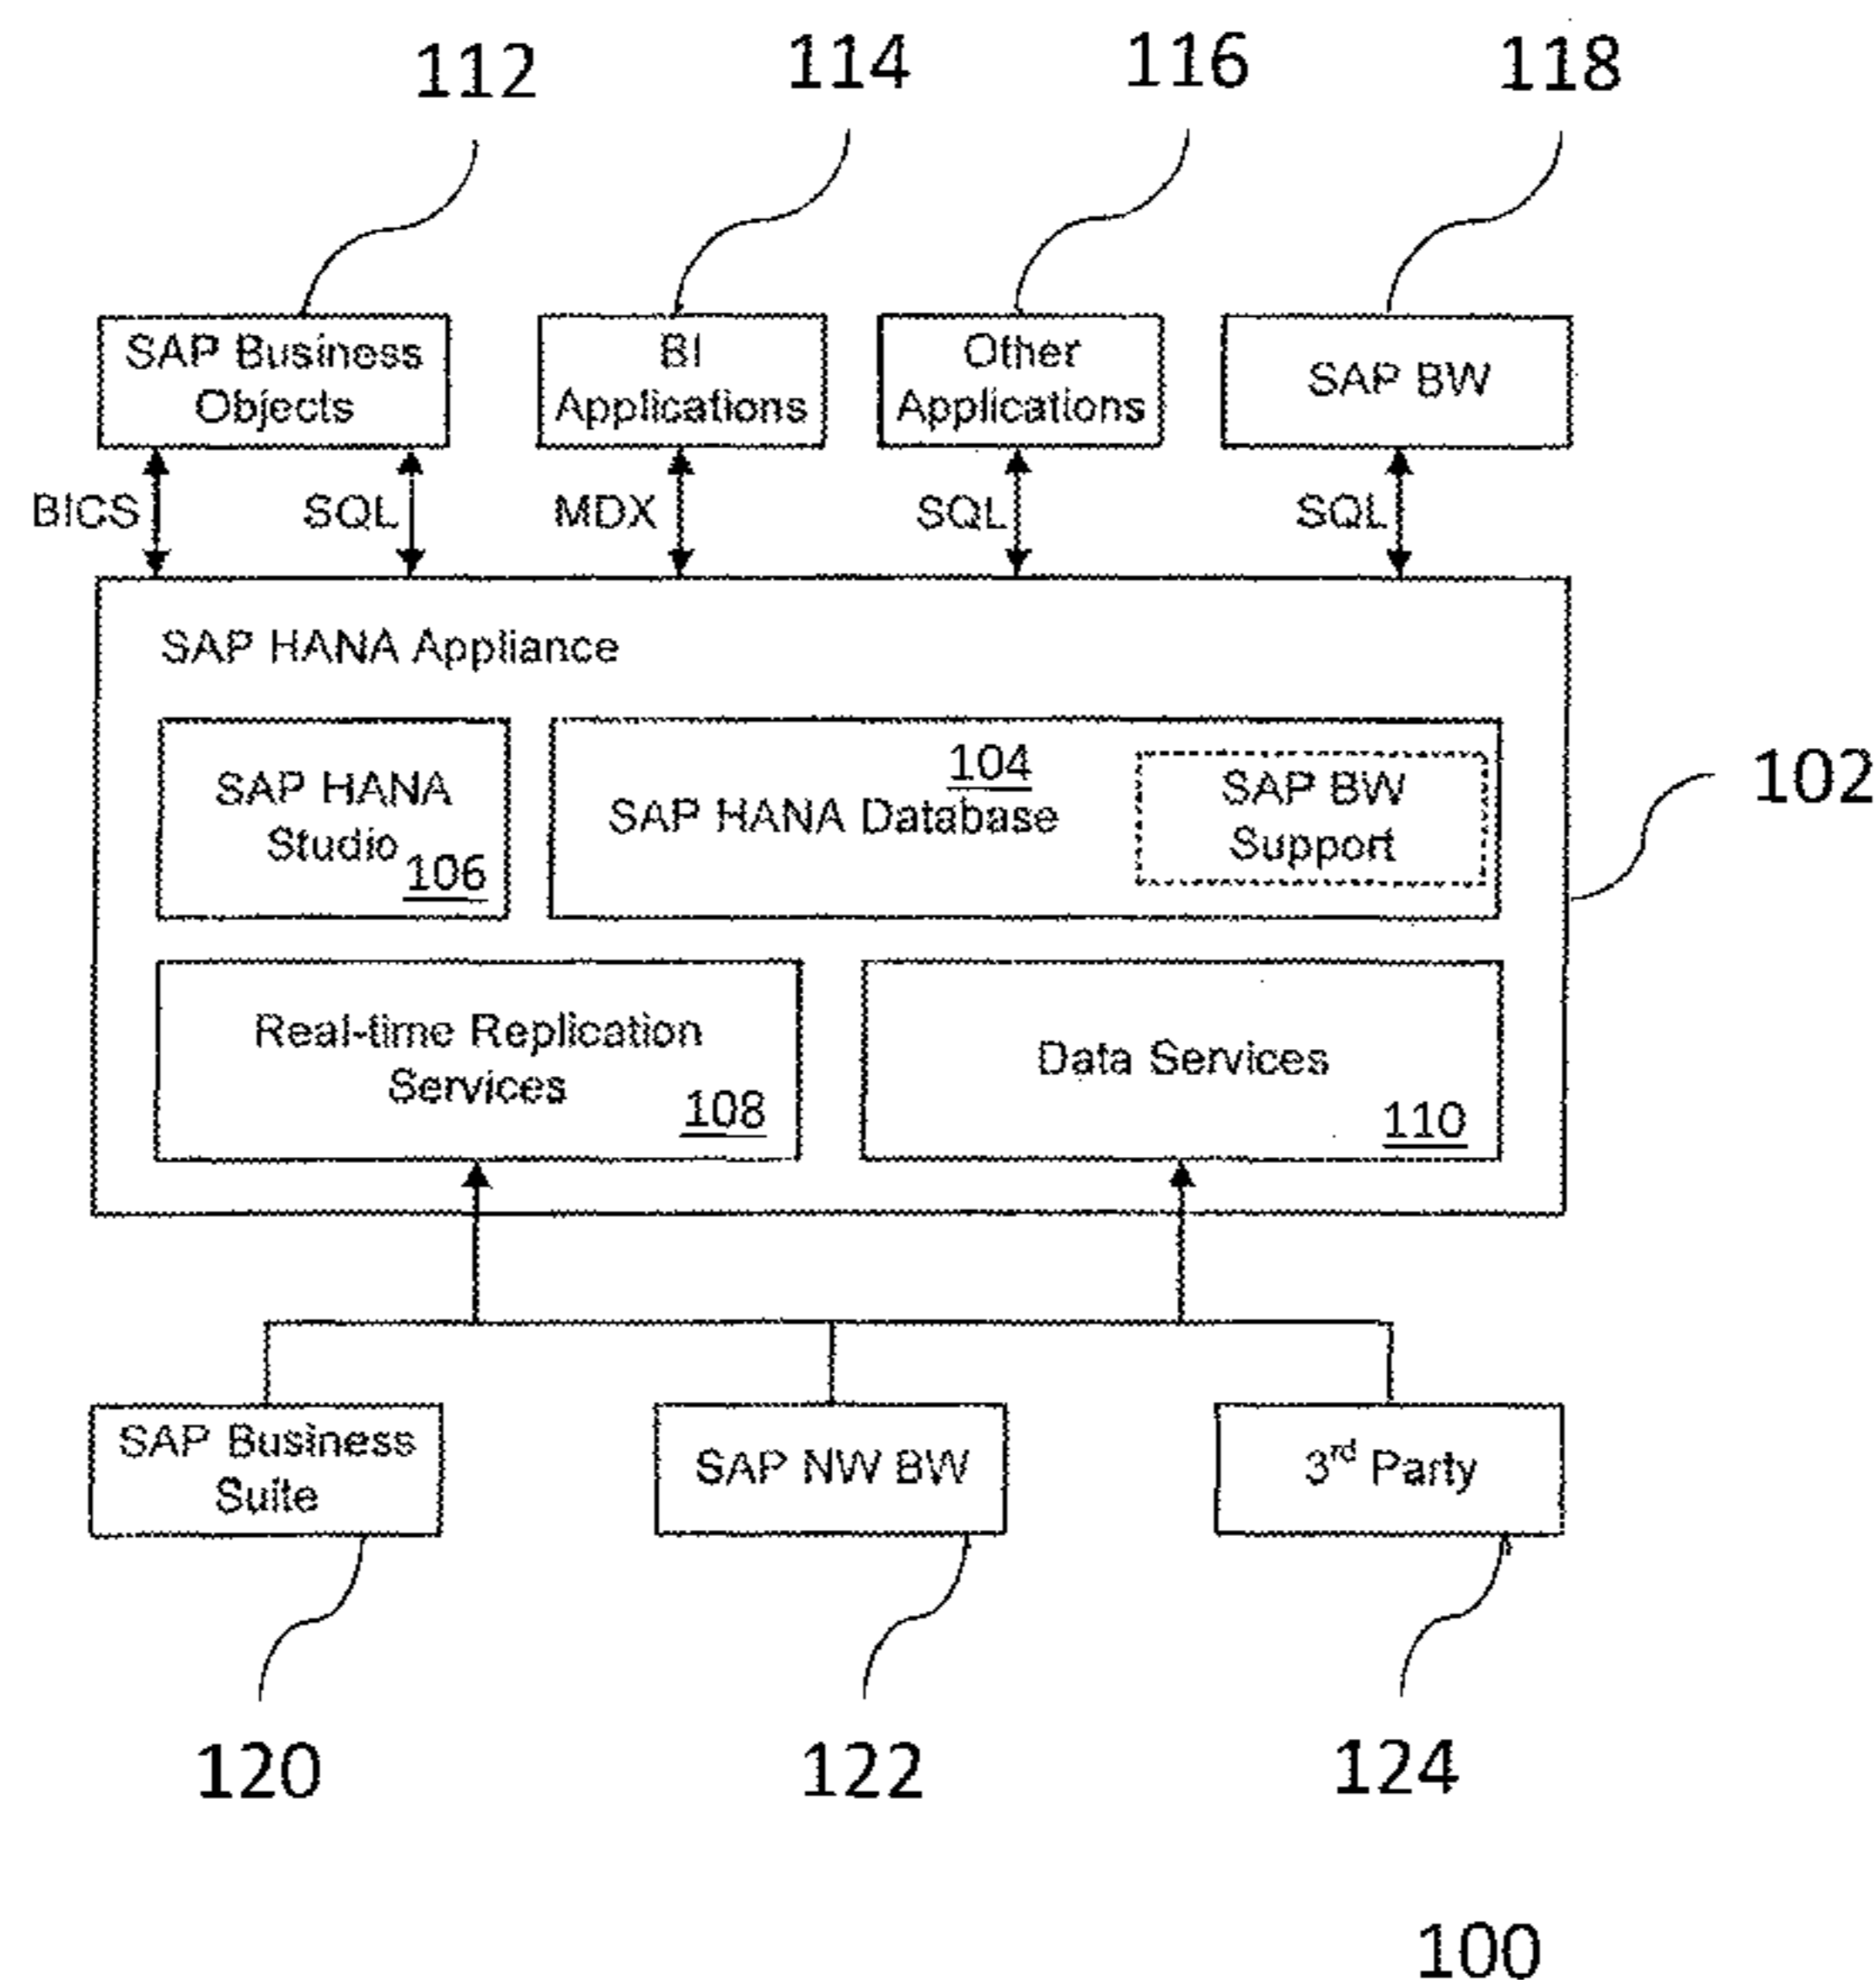 112
114
116
118
SAP Business
Objects
BI
Applications
Other
Applications
SAP BW
BICS
SQL
MDX
SQL
SQL
SAP HANA Appliance
102
SAP HANA
Studio
106
104
SAP HANA Database
SAP BW
Support
Real-time Replication
Services
108
Data Services
110
SAP Business
Suite
SAP NW BW
3rd Party
120
122
124
100